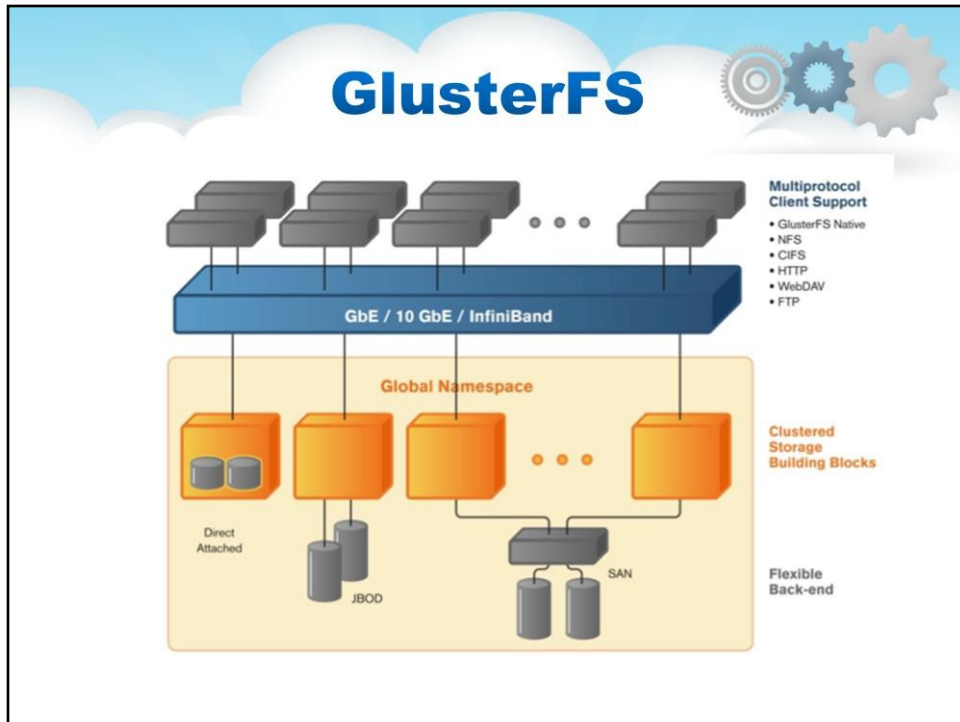 GlusterFS
Multiprotocol
Client Support
• GlusterFS Native
• NFS
• CIFS
• HTTP
• WebDAV
• FTP
GbE / 10 GbE / InfiniBand
Global Namespace
Clustered
Storage
Building Blocks
Direct
Attached
JBOD
SAN
Flexible
Back-end